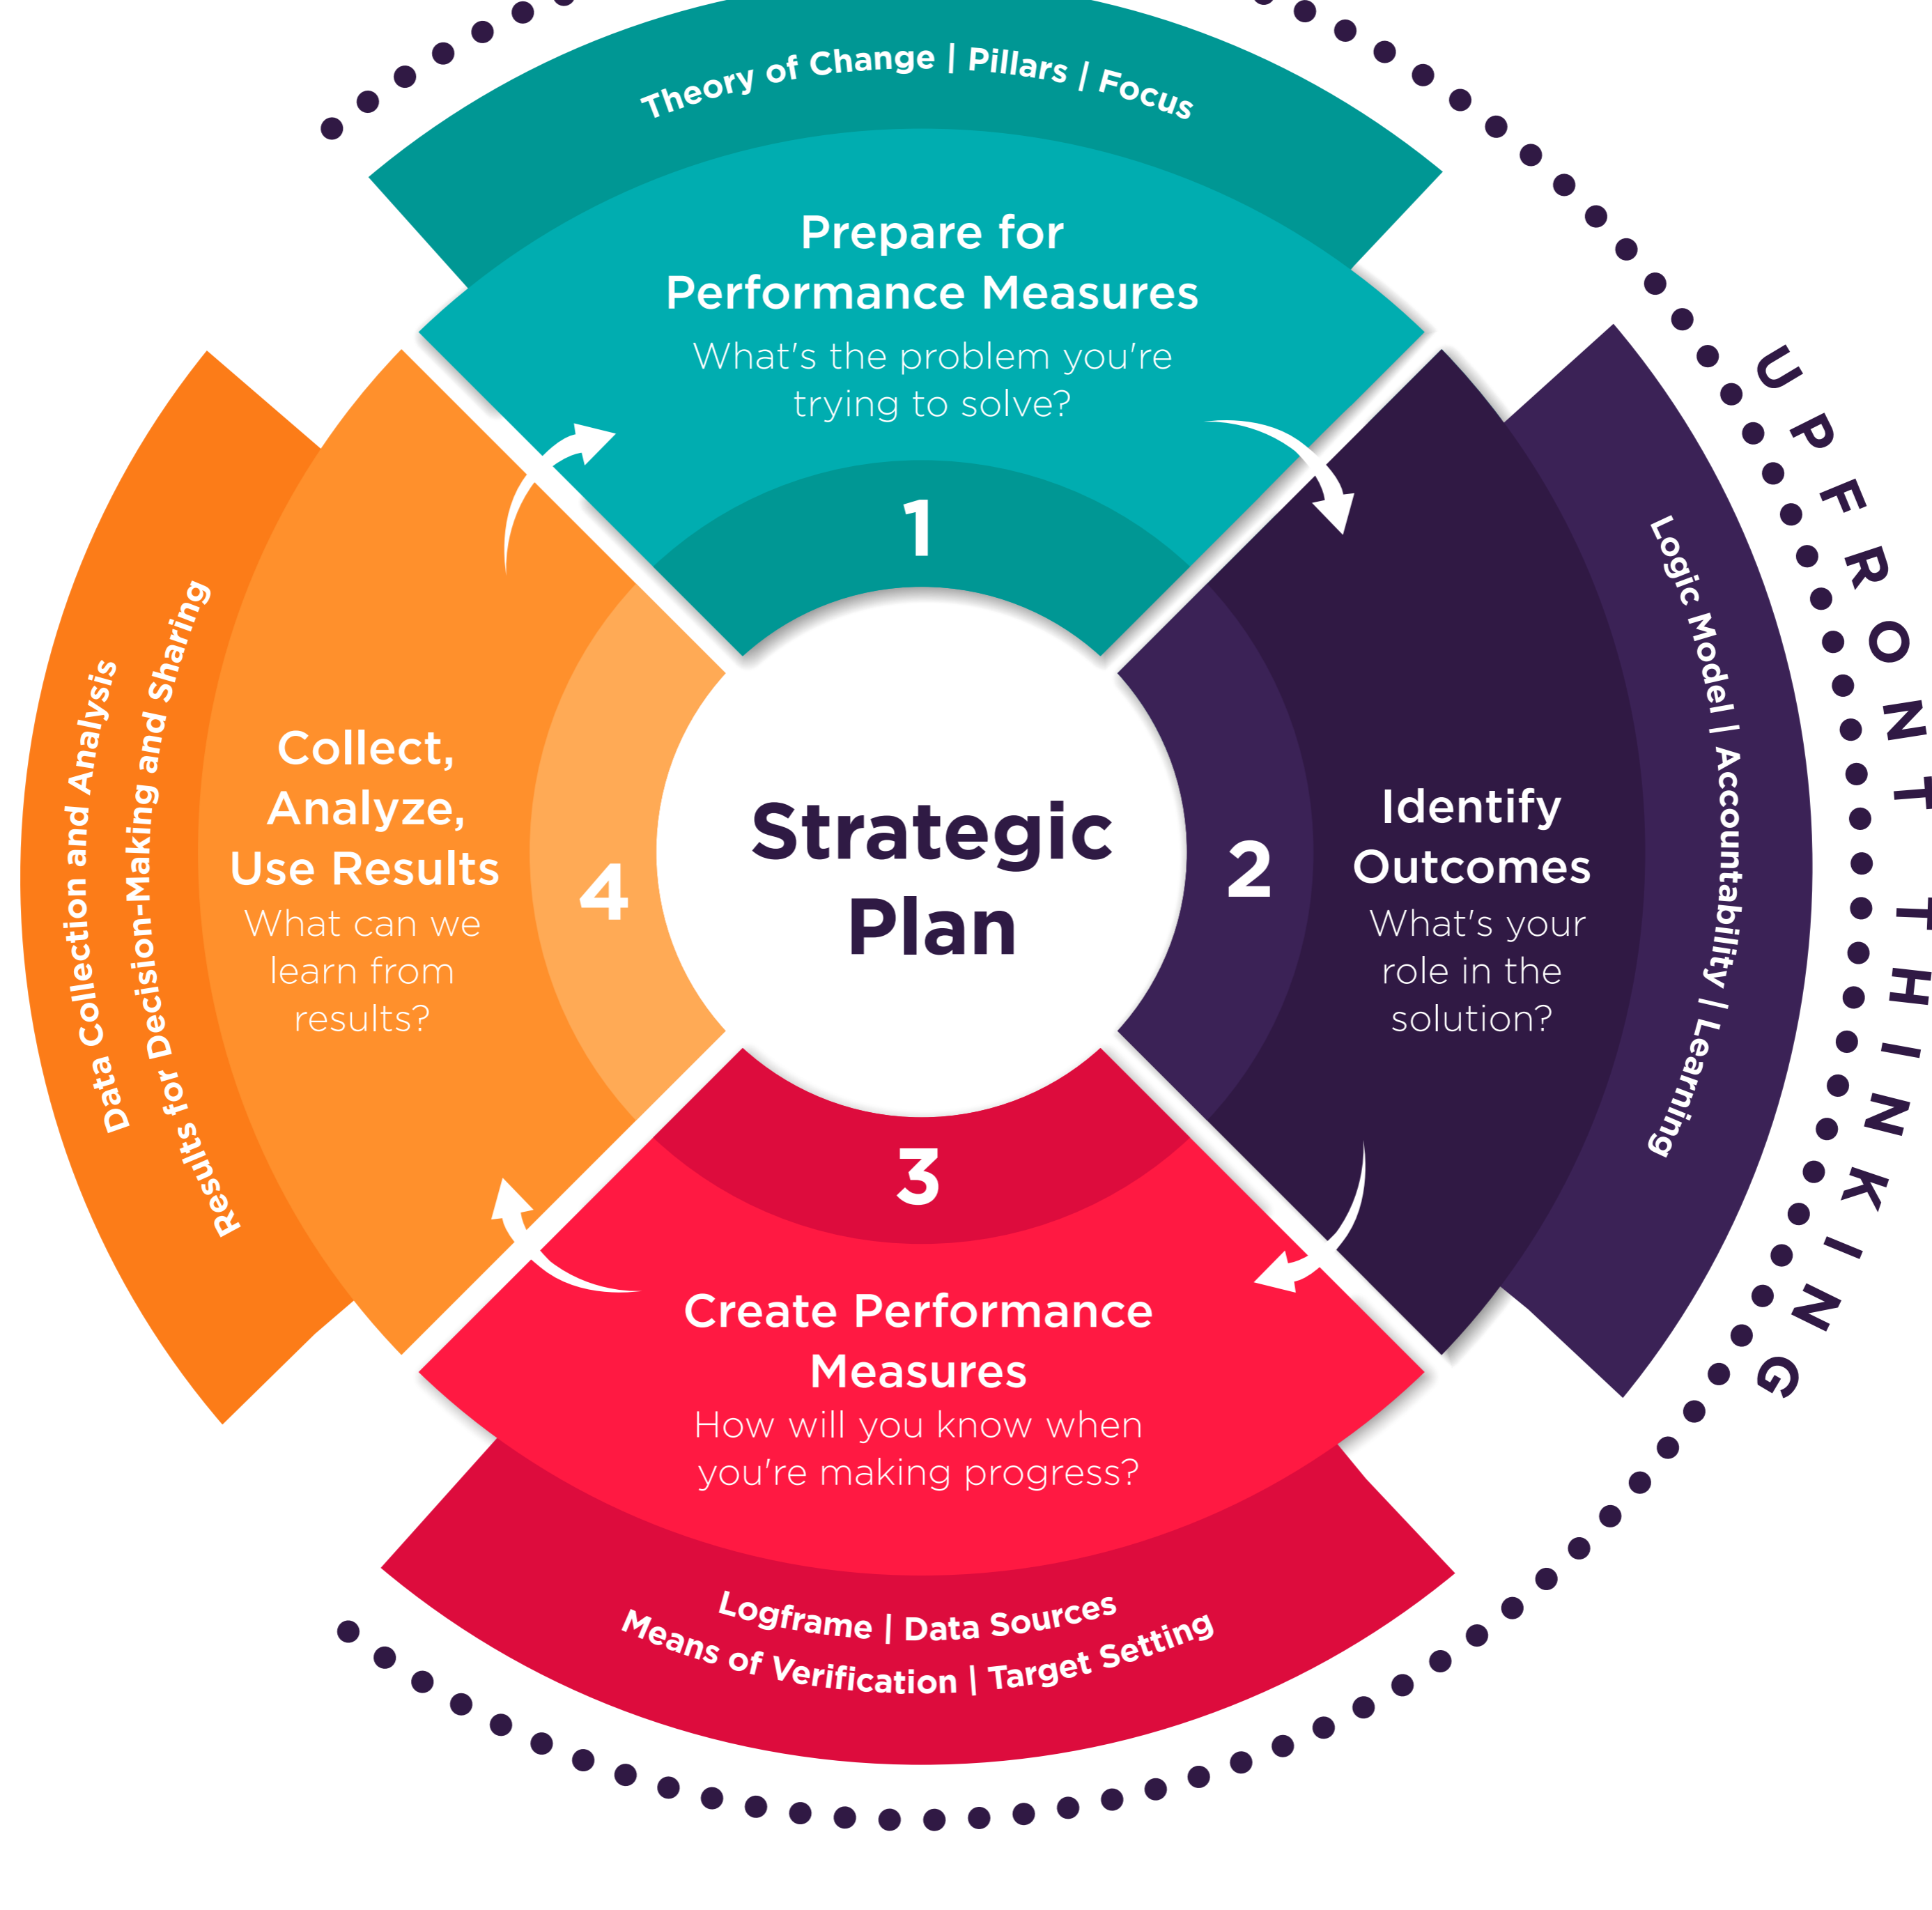 Theory of Change | Pillars | Focus
Prepare for
Performance Measures
What's the problem you're
trying to solve?
1
Logic Model | Accountability | Learning
Identify
Outcomes
What's your
role in the
solution?
2
Strategic
Plan
3
Create Performance
Measures
How will you know when
you're making progress?
Logframe | Data Sources
Means of Verification | Target Setting
4
Collect,
Analyze,
Use Results
What can we
learn from
results?
Data Collection and Analysis
Results for Decision-Making and Sharing
UPFRONT THINKING